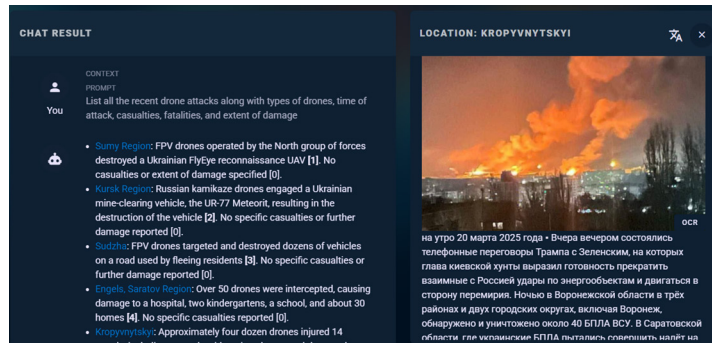 CHAT RESULT
CONTEXT
PROMPT
You
List all the recent drone attacks along with types of drones, time of
attack, casualties, fatalities, and extent of damage
• Sumy Region: FPV drones operated by the North group of forces
destroyed a Ukrainian FlyEye reconnaissance UAV [1]. No
casualties or extent of damage specified [0].
• Kursk Region: Russian kamikaze drones engaged a Ukrainian
mine-clearing vehicle, the UR-77 Meteorit, resulting in the
destruction of the vehicle [2]. No specific casualties or further
damage reported [0].
• Sudzha: FPV drones targeted and destroyed dozens of vehicles
on a road used by fleeing residents [3]. No specific casualties or
further damage reported [0].
• Engels, Saratov Region: Over 50 drones were intercepted, causing
damage to a hospital, two kindergartens, a school, and about 30
homes [4]. No specific casualties reported [0].
• Kropyvnytskyi: Approximately four dozen drones injured 14
LOCATION: KROPYVNYTSKYI
OCR
на утро 20 марта 2025 года • Вчера вечером состоялись
телефонные переговоры Трампа с Зеленским, на которых
глава киевской хунты выразил готовность прекратить
взаимные с Россией удары по энергообъектам и двигаться в
сторону перемирия. Ночью в Воронежской области в трёх
районах и двух городских округах, включая Воронеж,
обнаружено и уничтожено около 40 БПЛА ВСУ. В Саратовской
области, где украинские БПЛА пытались совершить налёт на